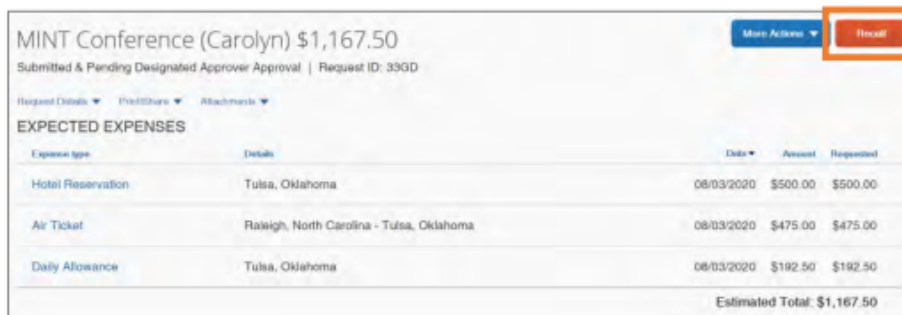 MINT Conference (Carolyn) $1,167.50
More Actions ▼
Recall
Submitted & Pending Designated Approver Approval | Request ID: 33GD
Request Details ▼ Print/Share ▼ Attachments ▼
EXPECTED EXPENSES
Expense type Details Date ▼ Amount Requested
Hotel Reservation Tulsa, Oklahoma 08/03/2020 $500.00 $500.00
Air Ticket Raleigh, North Carolina - Tulsa, Oklahoma 08/03/2020 $475.00 $475.00
Daily Allowance Tulsa, Oklahoma 08/03/2020 $192.50 $192.50
Estimated Total: $1,167.50